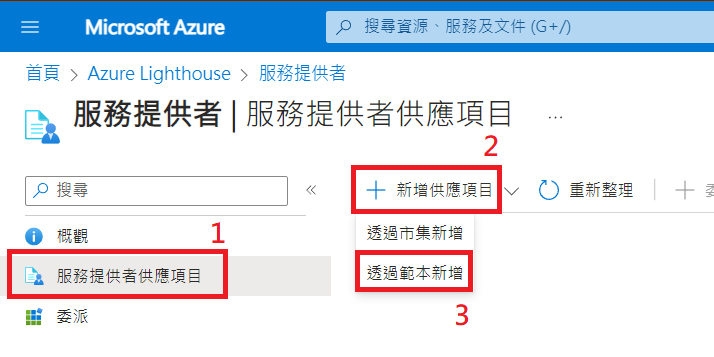 Microsoft Azure
搜尋資源、服務及文件 (G+/)
首頁 > Azure Lighthouse > 服務提供者
服務提供者 | 服務提供者供應項目 ...
2
搜尋 « + 新增供應項目 重新整理 + 委
1
概觀
透過市集新增
服務提供者供應項目
透過範本新增
3
委派